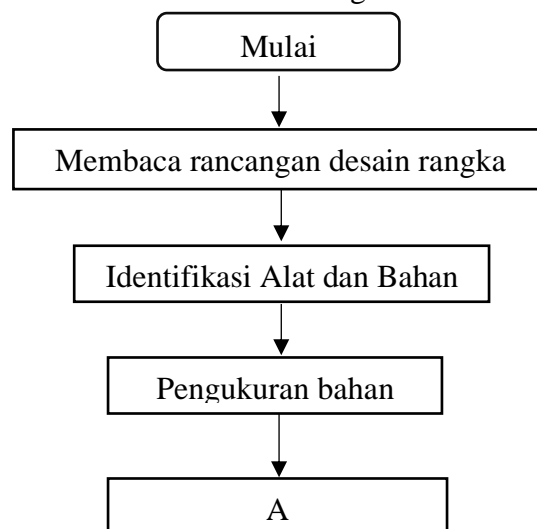 Mulai
Membaca rancangan desain rangka
Identifikasi Alat dan Bahan
Pengukuran bahan
A